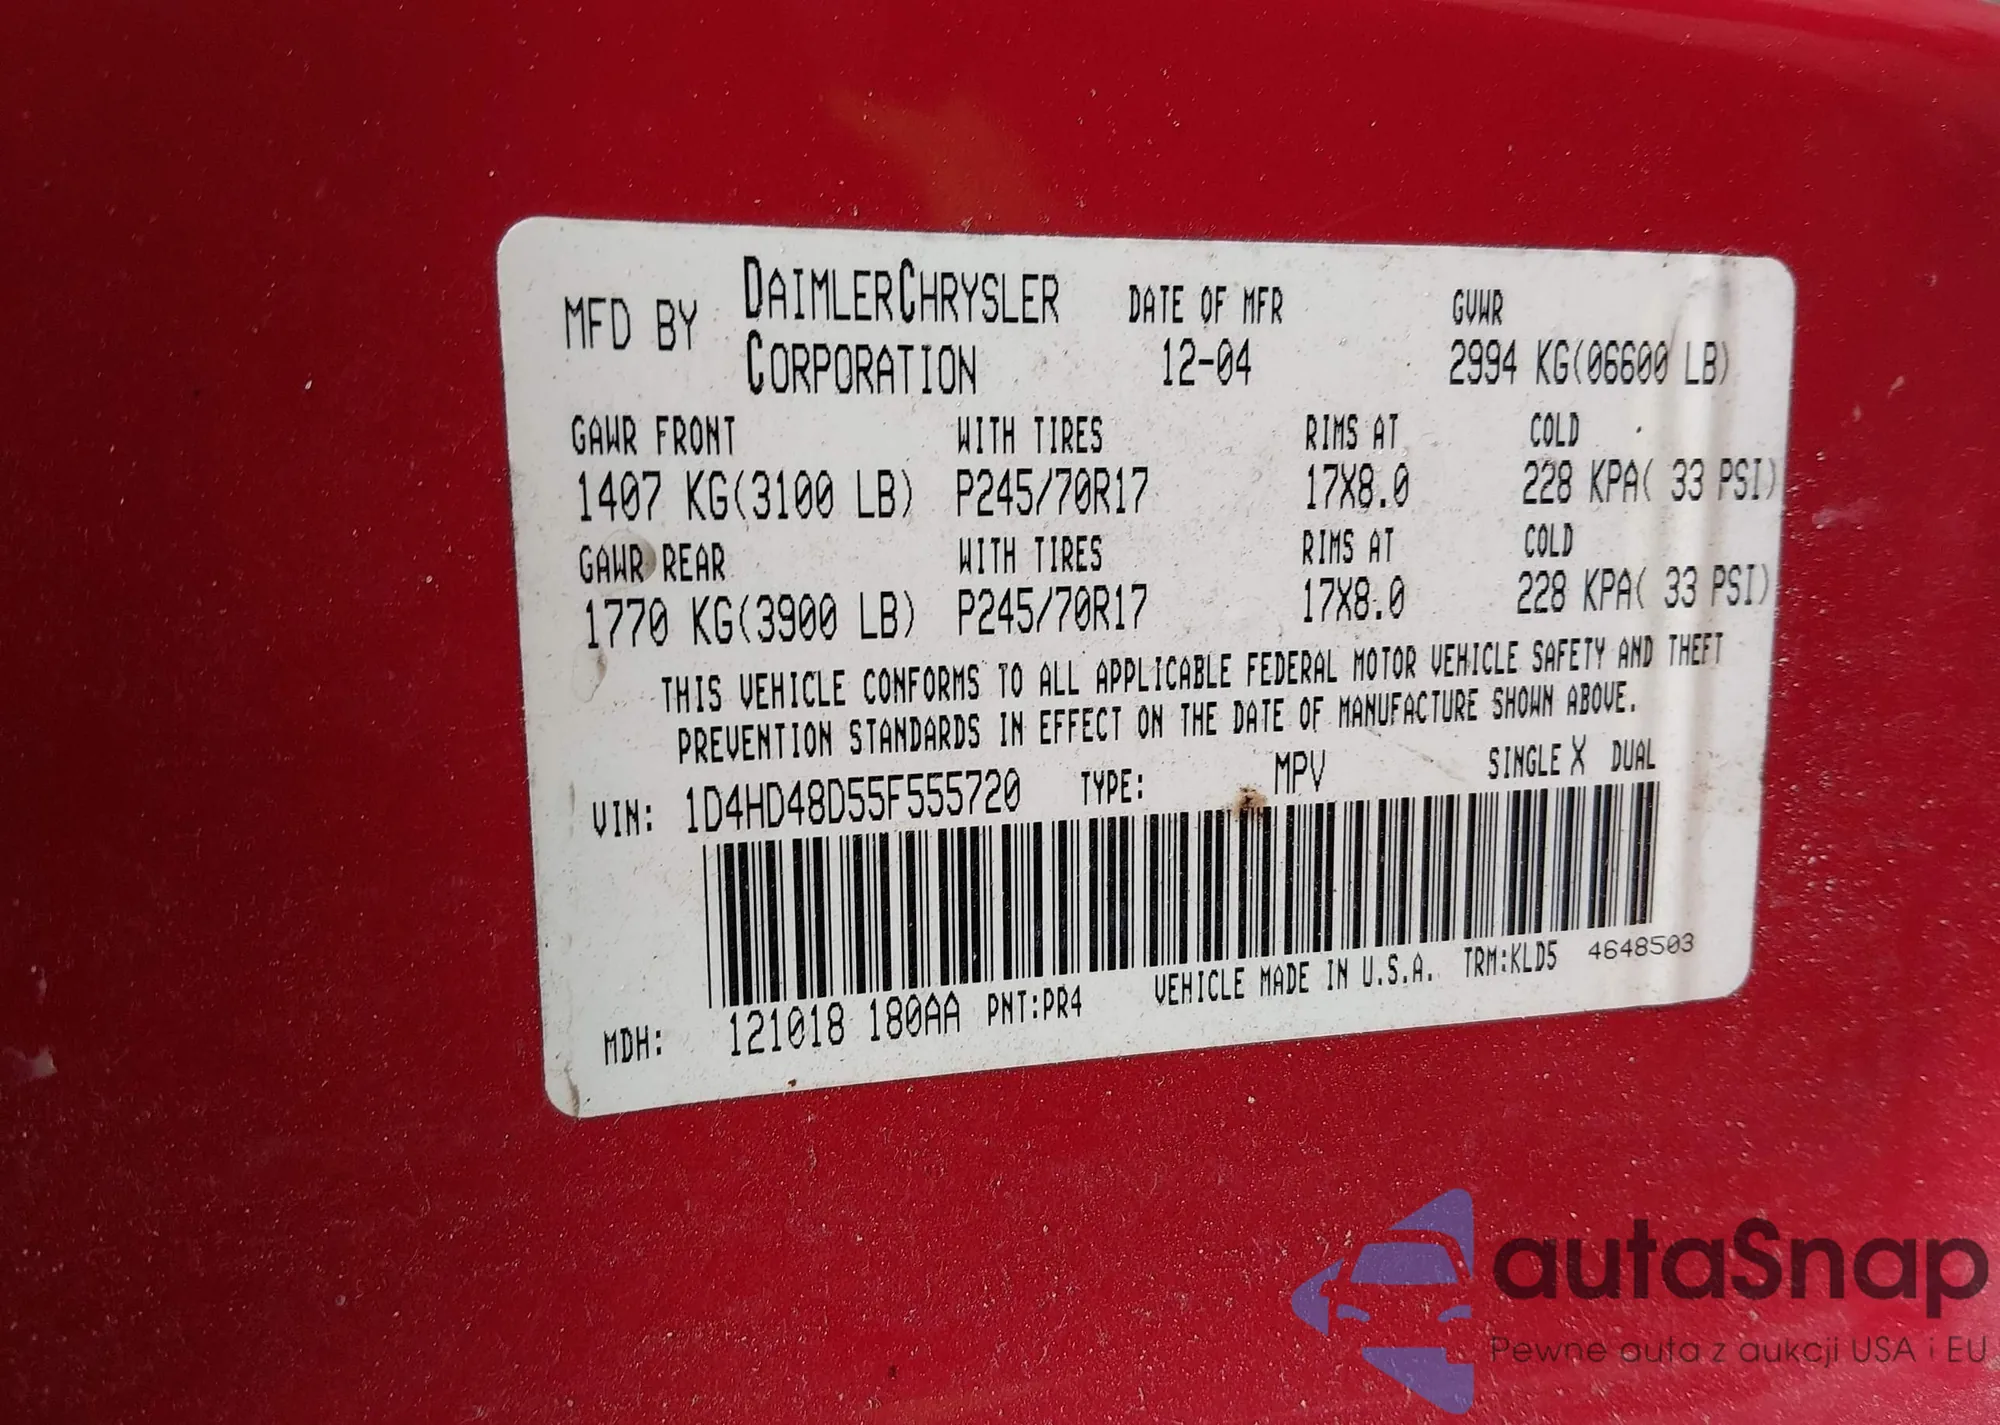 MFD BY DAIMLERCHRYSLER CORPORATION DATE OF MFR GVWR
12-04 2994 KG(06600 LB)
GAWR FRONT WITH TIRES RIMS AT COLD
1407 KG(3100 LB) P245/70R17 17X8.0 228 KPA( 33 PSI)
GAWR REAR WITH TIRES RIMS AT COLD
1770 KG(3900 LB) P245/70R17 17X8.0 228 KPA( 33 PSI)
THIS VEHICLE CONFORMS TO ALL APPLICABLE FEDERAL MOTOR VEHICLE SAFETY AND THEFT
PREVENTION STANDARDS IN EFFECT ON THE DATE OF MANUFACTURE SHOWN ABOVE.
VIN: 1D4HD48D55F555720 TYPE: MPV SINGLE X DUAL
MDH: 121018 180AA PNT:PR4 VEHICLE MADE IN U.S.A. TRM:KLD5 4648503
autaSnap
Pewne auta z aukcji USA i EU